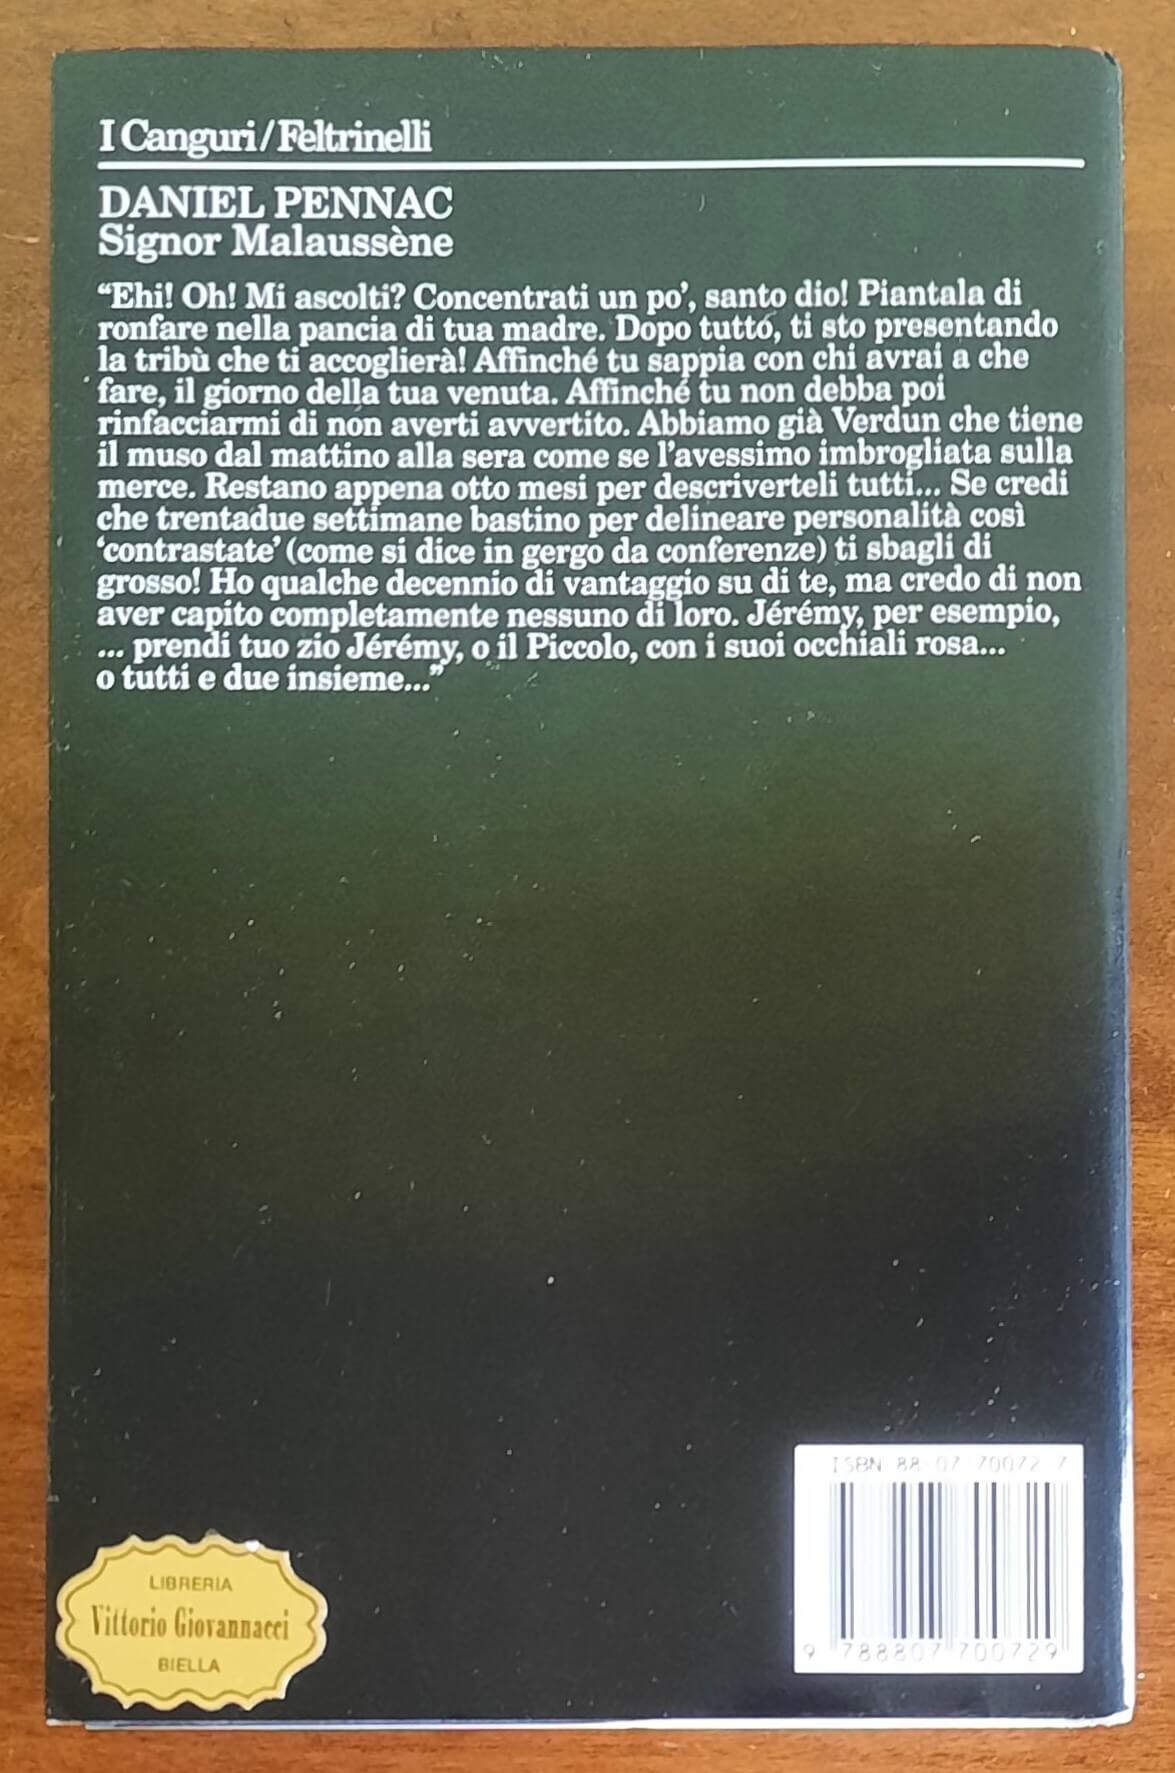 I Canguri/Feltrinelli
DANIEL PENNAC
Signor Malaussène
“Ehi! Oh! Mi ascolti? Concentrati un po’, santo dio! Piantala di
ronfare nella pancia di tua madre. Dopo tutto, ti sto presentando
la tribù che ti accoglierà! Affinché tu sappia con chi avrai a che
fare, il giorno della tua venuta. Affinché tu non debba poi
rinfacciarmi di non averti avvertito. Abbiamo già Verdun che tiene
il muso dal mattino alla sera come se l’avessimo imbrogliata sulla
merce. Restano appena otto mesi per descriverteli tutti... Se credi
che trentadue settimane bastino per delineare personalità così
‘contrastate’ (come si dice in gergo da conferenze) ti sbagli di
grosso! Ho qualche decennio di vantaggio su di te, ma credo di non
aver capito completamente nessuno di loro. Jérémy, per esempio,
... prendi tuo zio Jérémy, o il Piccolo, con i suoi occhiali rosa...
o tutti e due insieme...”
ISBN 88-07-70072-7
9 788807 700729
LIBRERIA
Vittorio Giovannacci
BIELLA